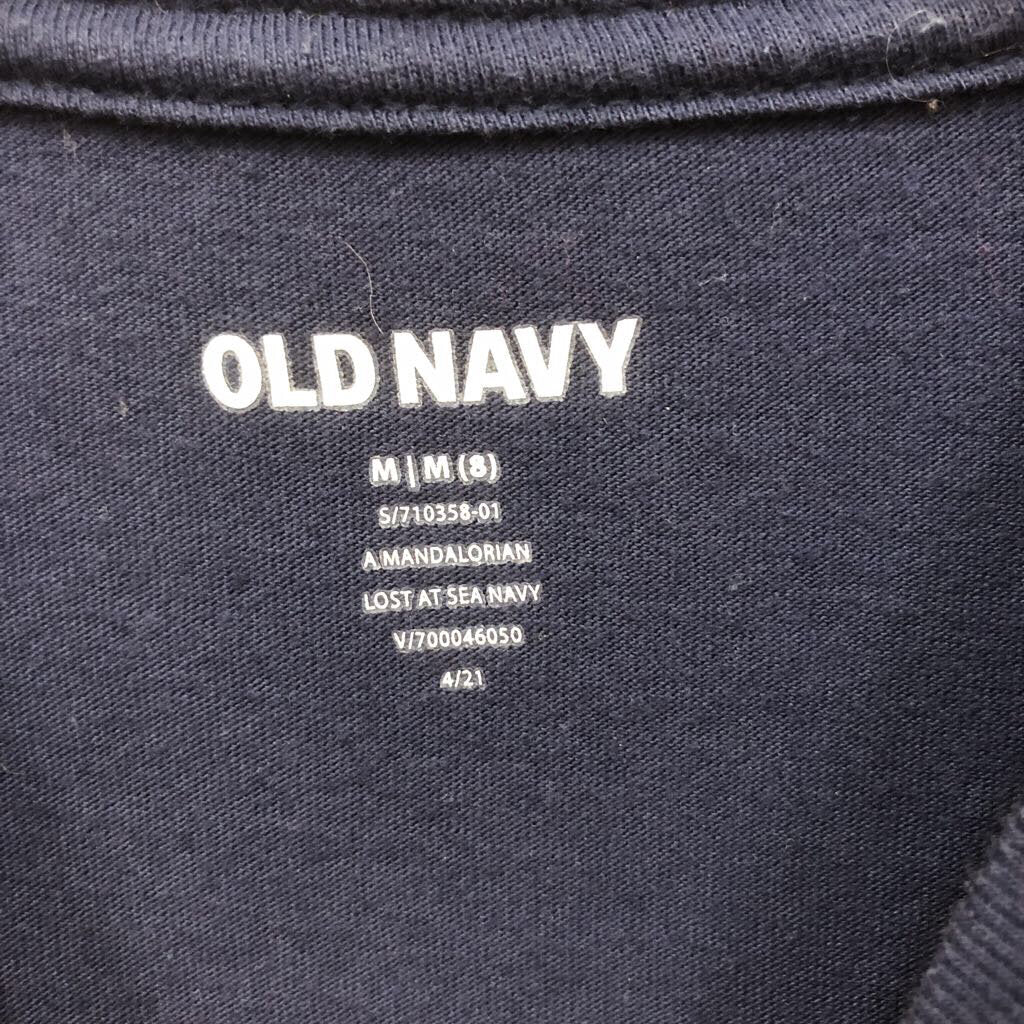 OLD NAVY
M | M (8)
S/710358-01
A MANDALORIAN
LOST AT SEA NAVY
V/700046050
4/21